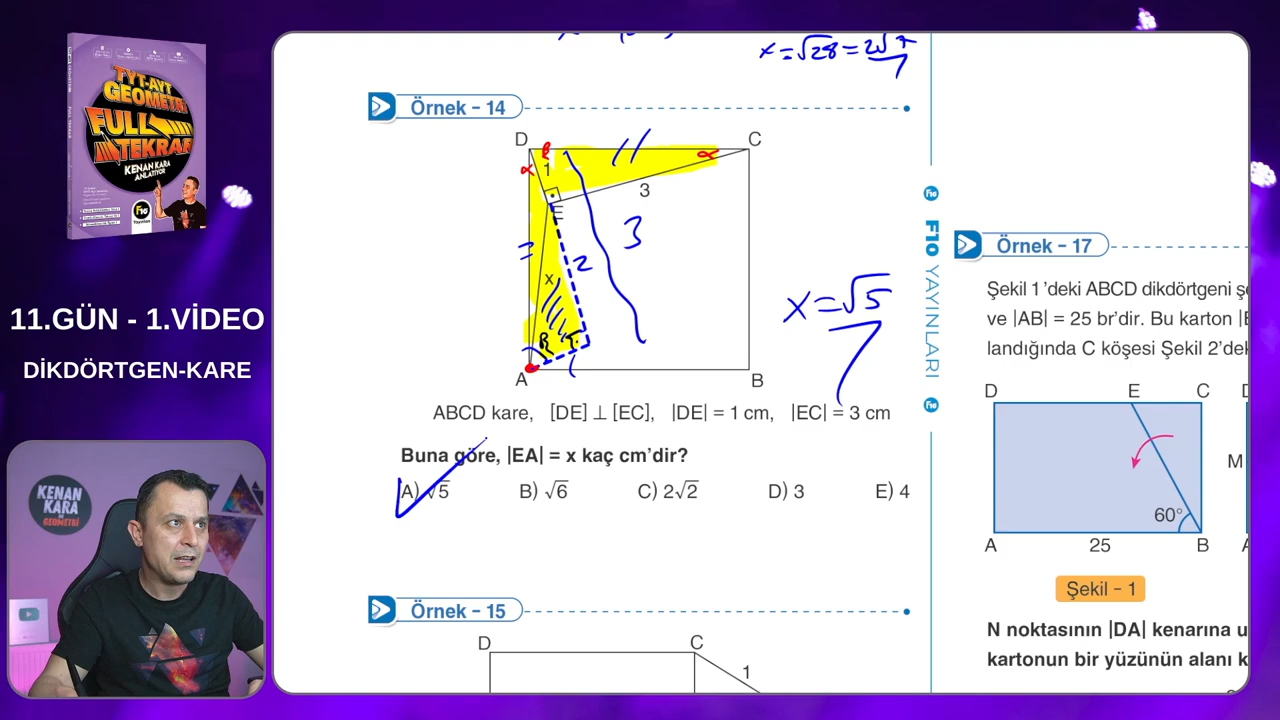 x = √28 = 2√7
TYT-AYT
GEOMETRİ
FULL
TEKRAR
KENAN KARA
ANLATIYOR
F10
11.GÜN - 1.VİDEO
DİKDÖRTGEN-KARE
KENAN
KARA
Örnek - 14
D
C
β
α
α
1
3
E
3
2
x
β
1
A
B
x = √5
ABCD kare, [DE] ⊥ [EC], |DE| = 1 cm, |EC| = 3 cm
Buna göre, |EA| = x kaç cm'dir?
A) √5 B) √6 C) 2√2 D) 3 E) 4
Örnek - 15
D
C
1
F10 YAYINLARI
Örnek - 17
Şekil 1'deki ABCD dikdörtgeni şe
ve |AB| = 25 br'dir. Bu karton |E
landığında C köşesi Şekil 2'dek
D E C
M
60°
A 25 B
Şekil - 1
N noktasının |DA| kenarına u
kartonun bir yüzünün alanı k